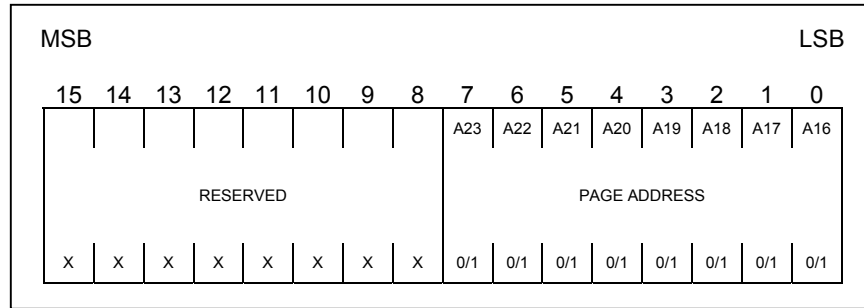 MSB LSB
15 14 13 12 11 10 9 8 7 6 5 4 3 2 1 0
A23 A22 A21 A20 A19 A18 A17 A16
RESERVED PAGE ADDRESS
X X X X X X X X 0/1 0/1 0/1 0/1 0/1 0/1 0/1 0/1